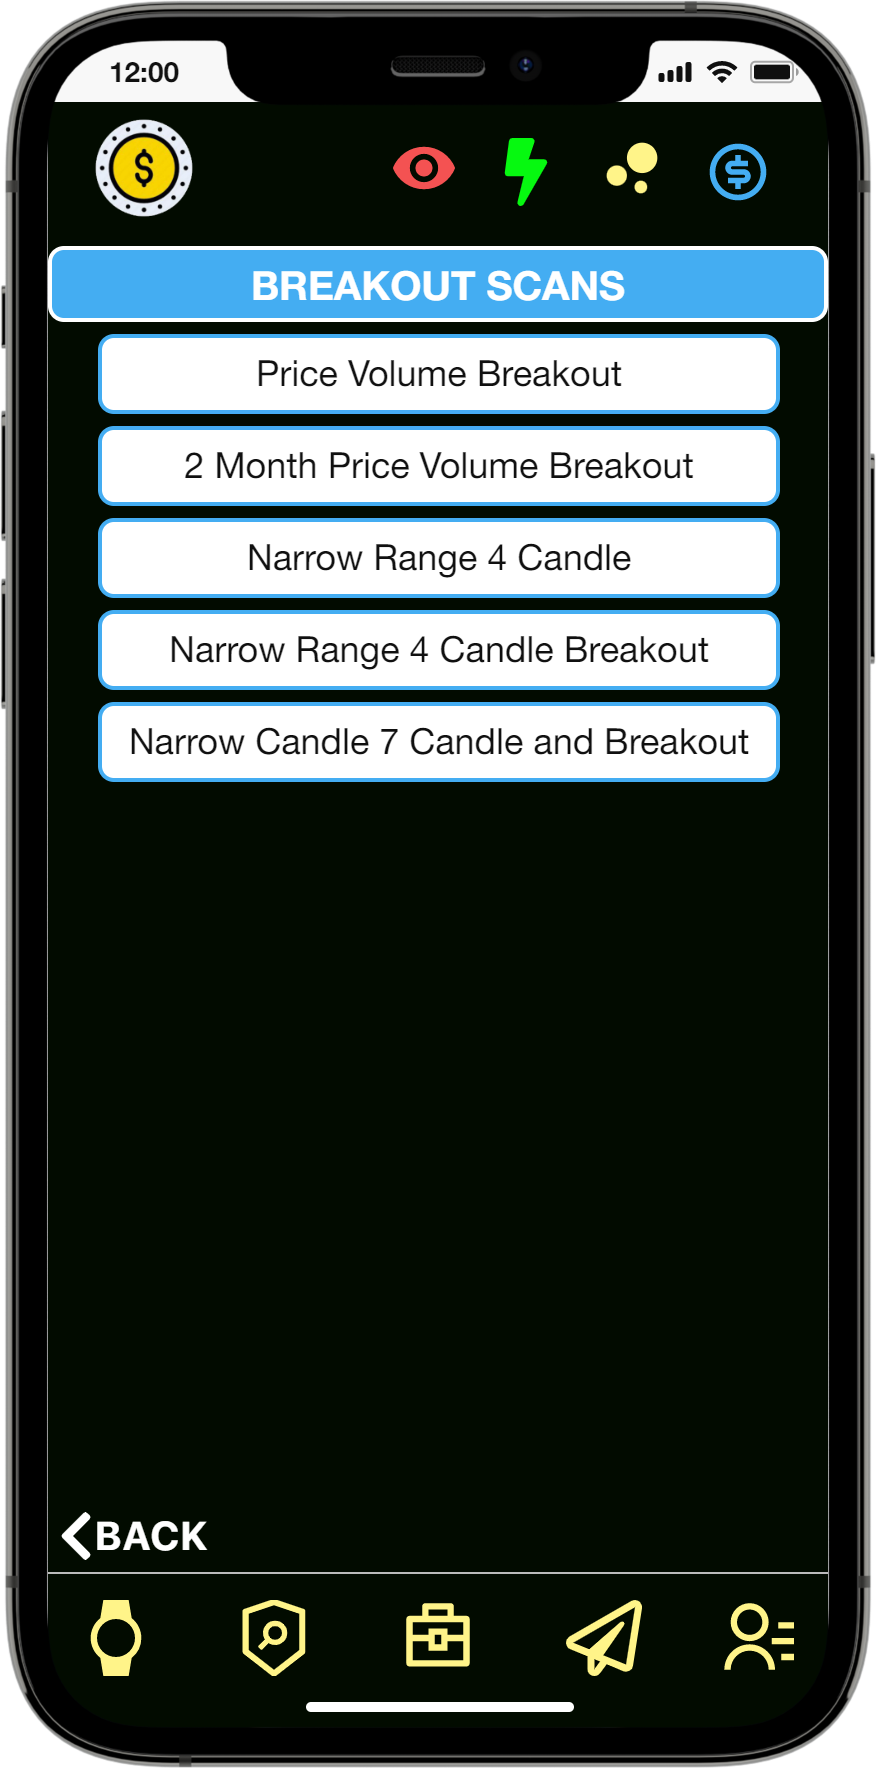 12:00
BREAKOUT SCANS
Price Volume Breakout
2 Month Price Volume Breakout
Narrow Range 4 Candle
Narrow Range 4 Candle Breakout
Narrow Candle 7 Candle and Breakout
BACK